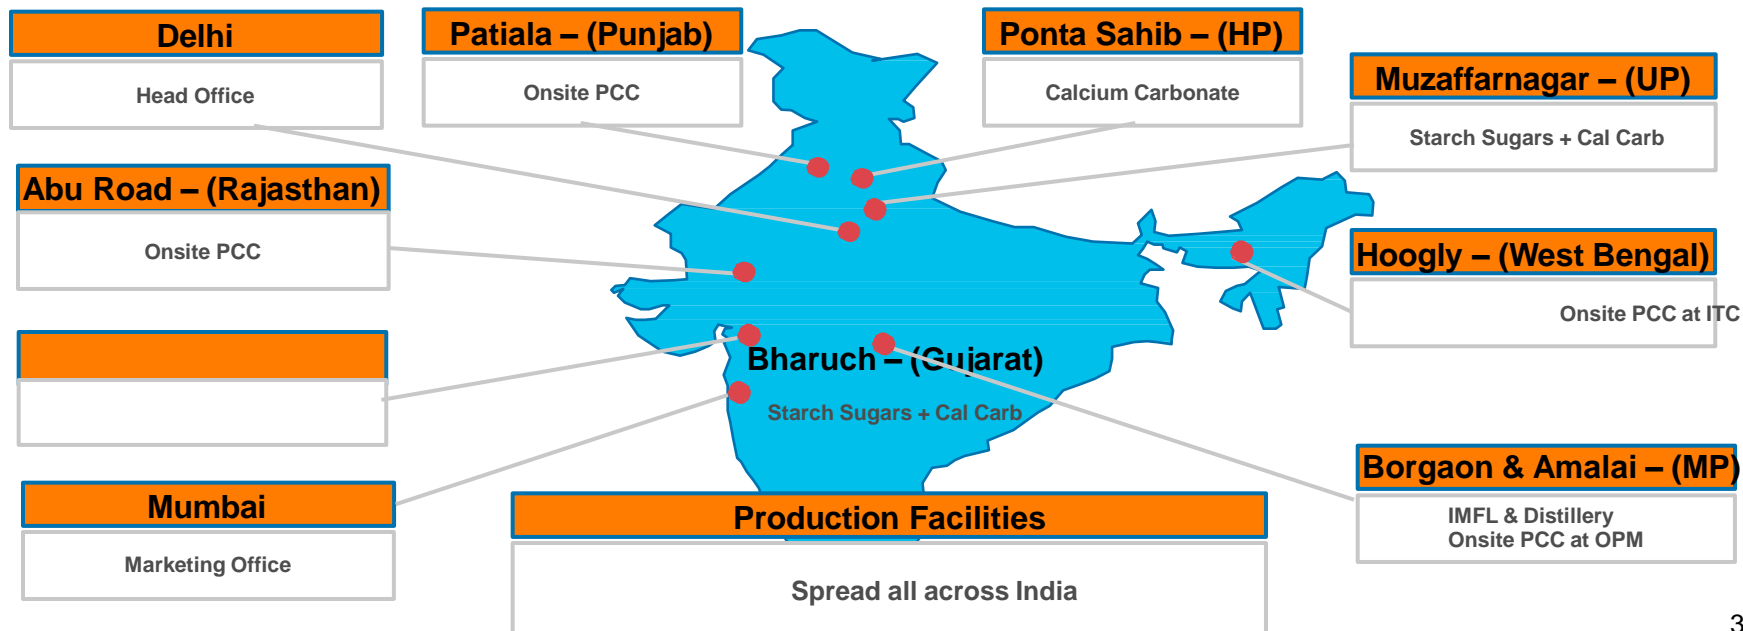 Delhi
Head Office
Patiala – (Punjab)
Onsite PCC
Ponta Sahib – (HP)
Calcium Carbonate
Muzaffarnagar – (UP)
Starch Sugars + Cal Carb
Abu Road – (Rajasthan)
Onsite PCC
Hoogly – (West Bengal)
Onsite PCC at ITC
Bharuch – (Gujarat)
Starch Sugars + Cal Carb
Borgaon & Amalai – (MP)
IMFL & Distillery
Onsite PCC at OPM
Mumbai
Marketing Office
Production Facilities
Spread all across India
3